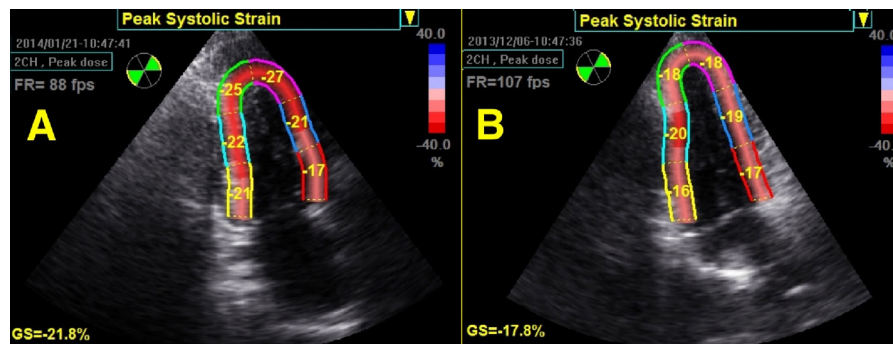 Peak Systolic Strain
2014/01/21-10:47:41
2CH , Peak dose
FR= 88 fps
40.0
-40.0
%
A
-25
-27
-22
-21
-21
-17
GS=-21.8%
Peak Systolic Strain
2013/12/06-10:47:36
2CH , Peak dose
FR=107 fps
40.0
-40.0
%
B
-18
-18
-20
-19
-16
-17
GS=-17.8%